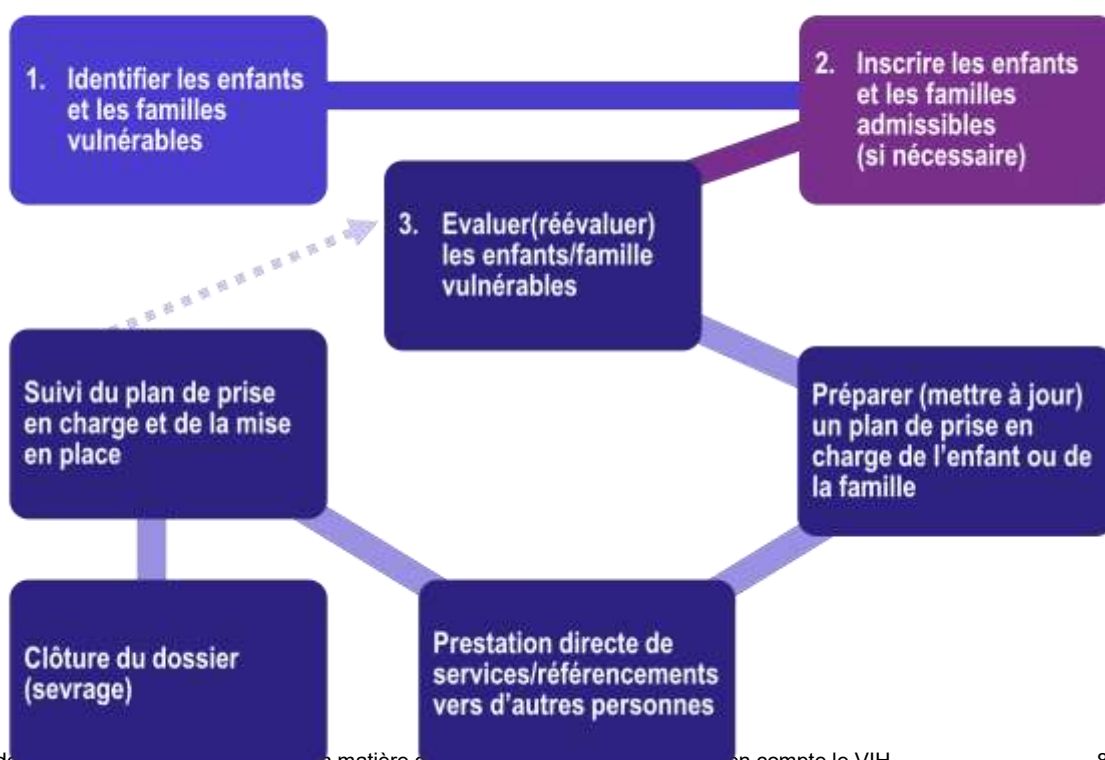 1. Identifier les enfants
et les familles
vulnérables
2. Inscrire les enfants
et les familles
admissibles
(si nécessaire)
3. Evaluer(réévaluer)
les enfants/famille
vulnérables
Suivi du plan de prise
en charge et de la mise
en place
Préparer (mettre à jour)
un plan de prise en
charge de l'enfant ou de
la famille
Clôture du dossier
(sevrage)
Prestation directe de
services/référencements
vers d'autres personnes
matière compte le VIH 8